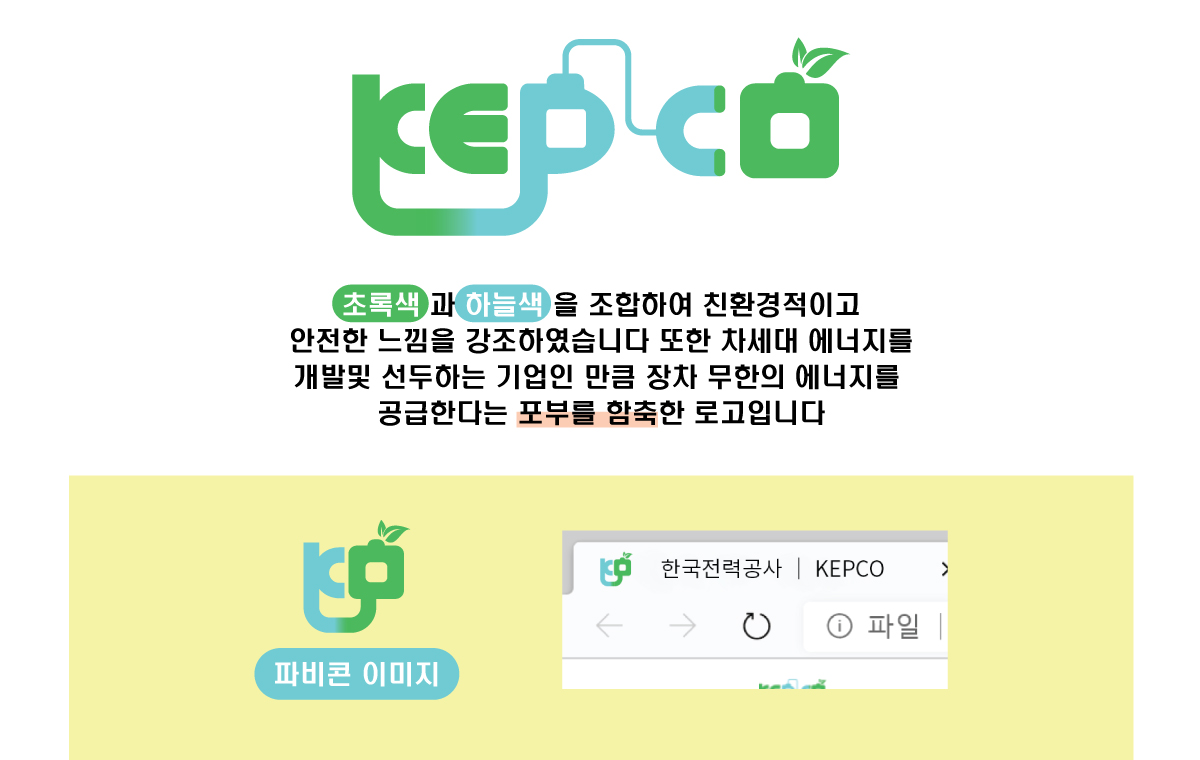 KEPCO
초록색과 하늘색을 조합하여 친환경적이고
안전한 느낌을 강조하였습니다 또한 차세대 에너지를
개발및 선두하는 기업인 만큼 장차 무한의 에너지를
공급한다는 포부를 함축한 로고입니다
한국전력공사 | KEPCO
파일 |
파비콘 이미지